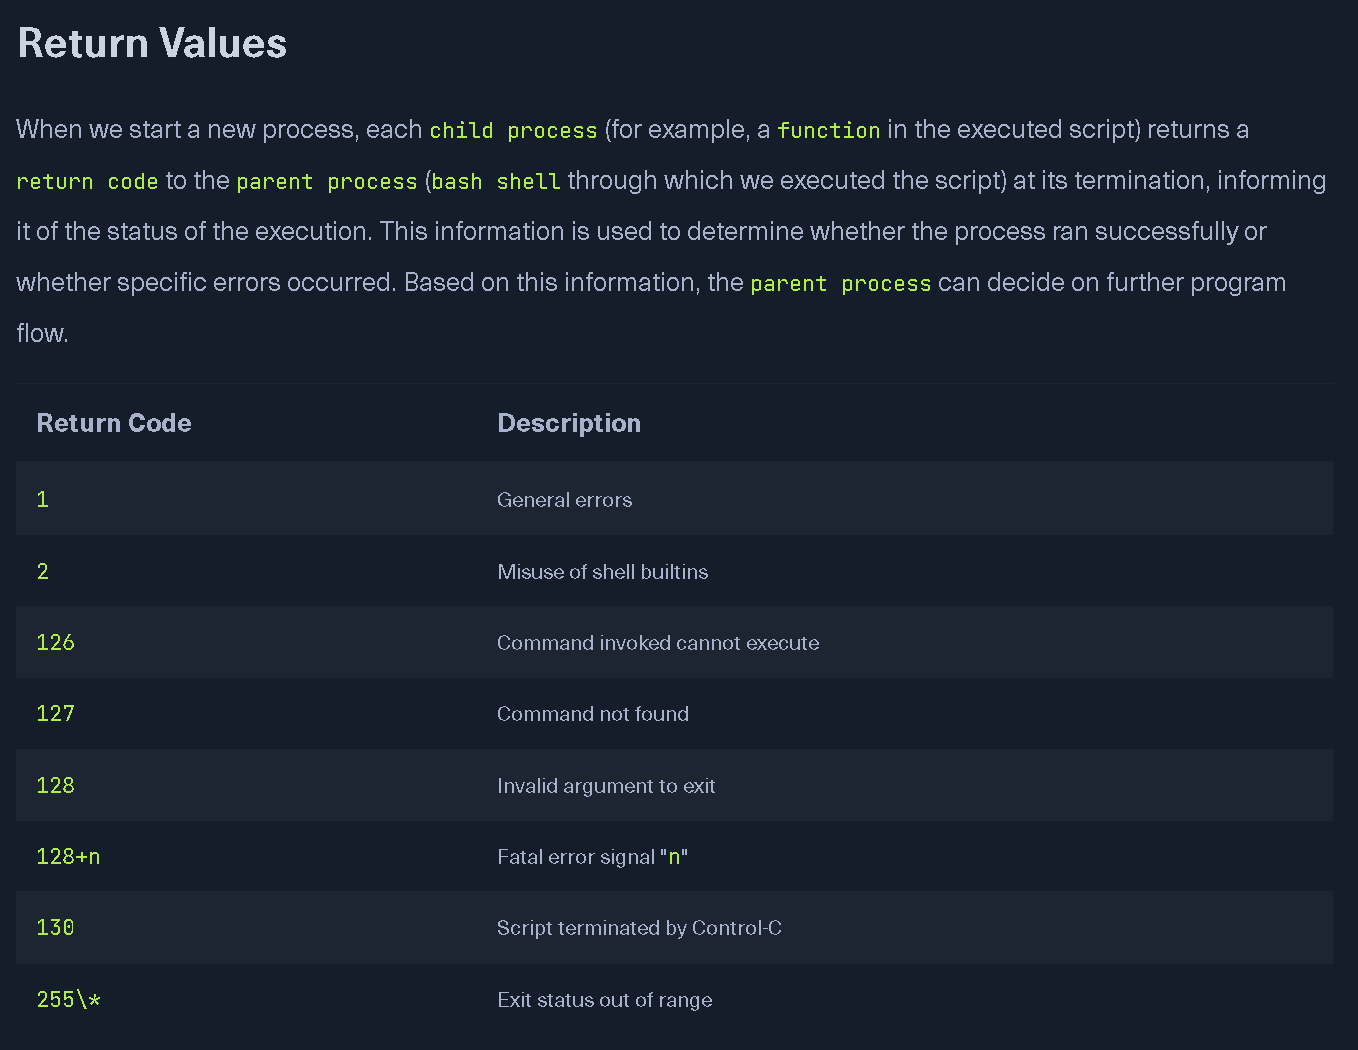 Return Values
When we start a new process, each child process (for example, a function in the executed script) returns a
return code to the parent process (bash shell through which we executed the script) at its termination, informing
it of the status of the execution. This information is used to determine whether the process ran successfully or
whether specific errors occurred. Based on this information, the parent process can decide on further program
flow.
Return Code Description
1 General errors
2 Misuse of shell builtins
126 Command invoked cannot execute
127 Command not found
128 Invalid argument to exit
128+n Fatal error signal "n"
130 Script terminated by Control-C
255\* Exit status out of range